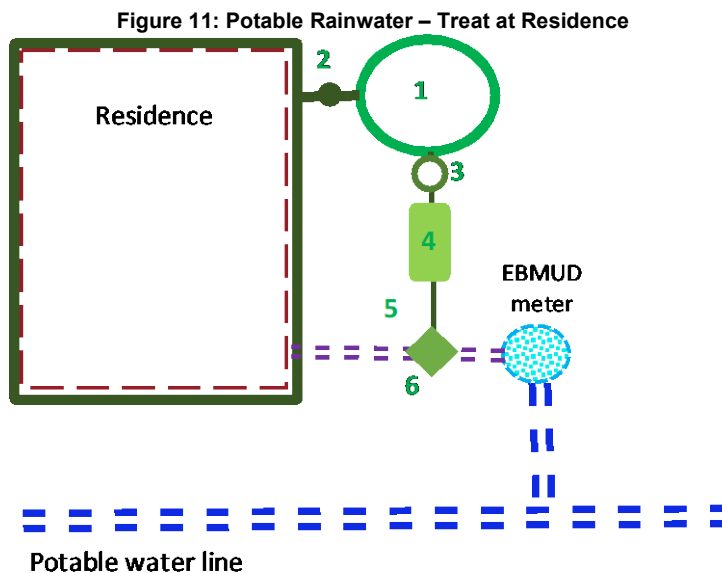 Figure 11: Potable Rainwater – Treat at Residence
2
1
Residence
3
4
EBMUD
meter
5
6
Potable water line